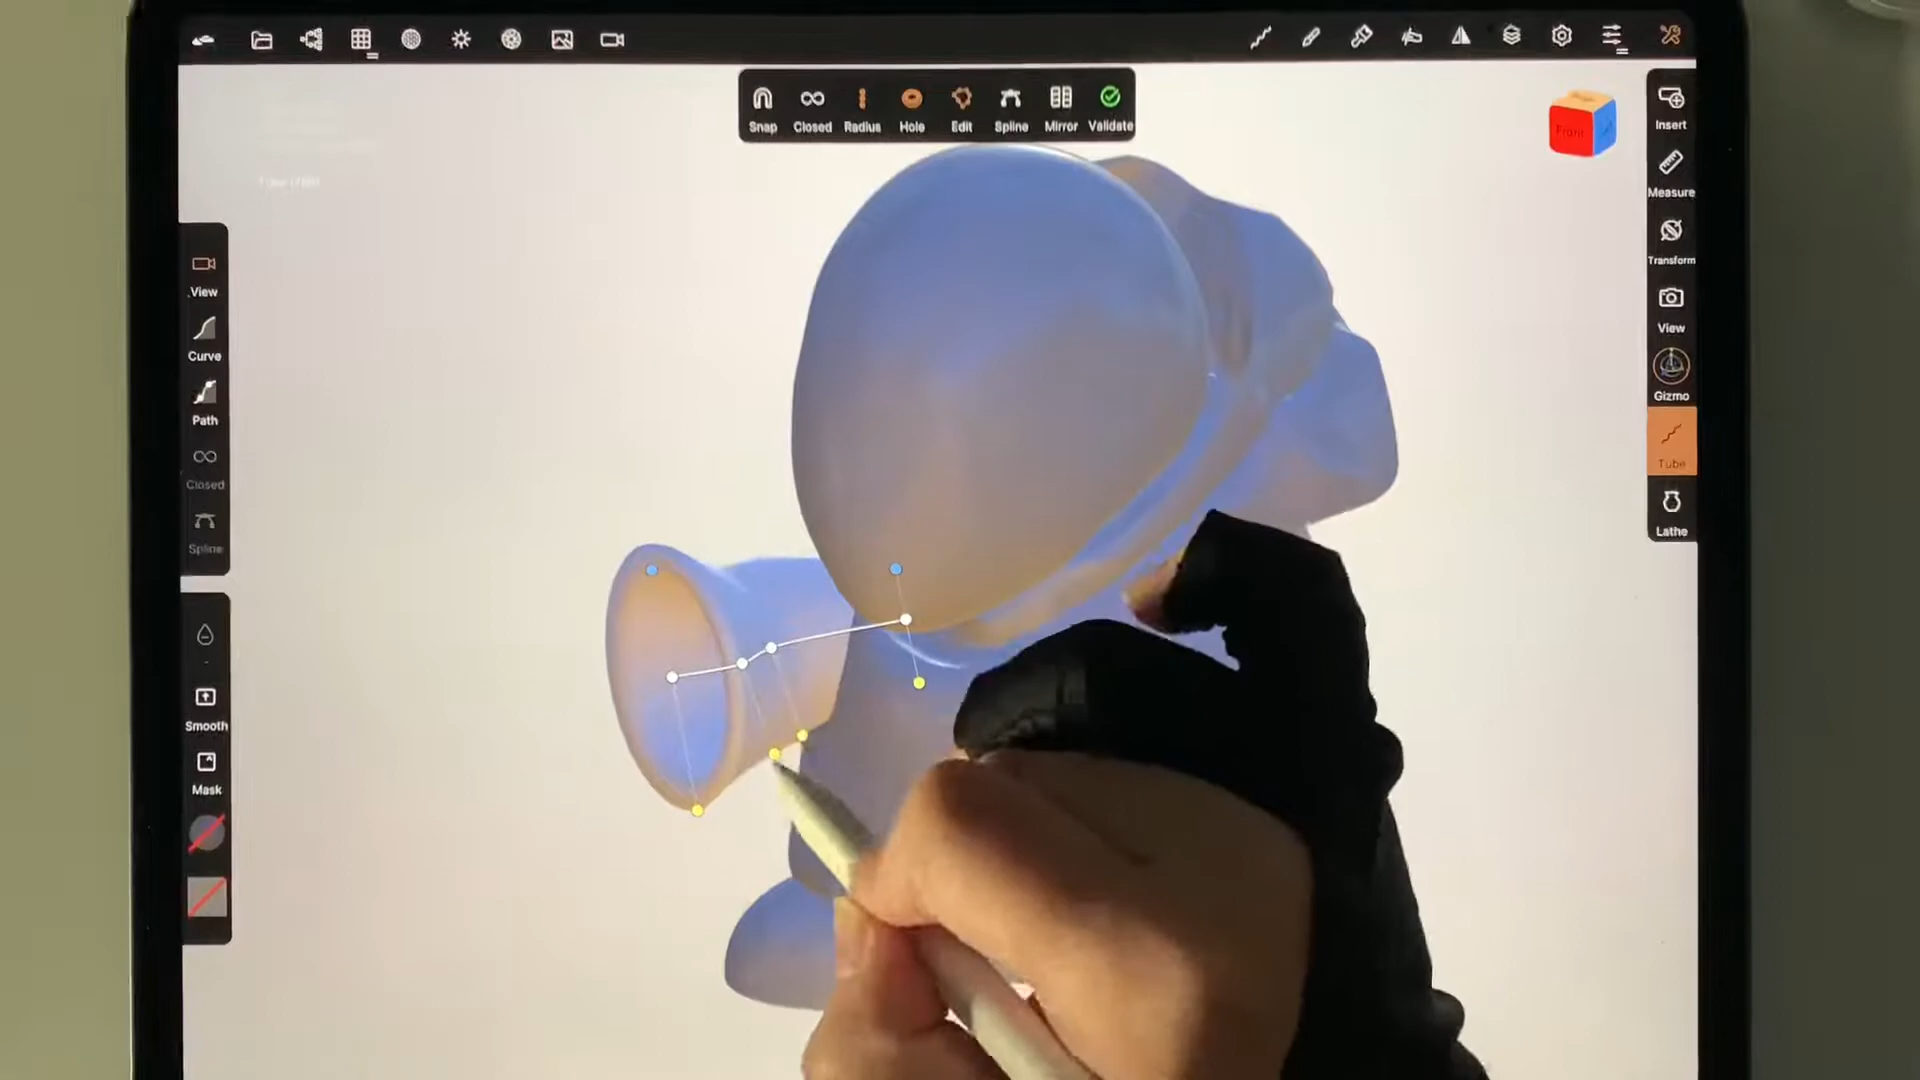 Snap Closed Radius Hole Edit Spline Mirror Validate
Front
Insert
Measure
Transform
View
Gizmo
Tube
Lathe
View
Curve
Path
Closed
Spline
Smooth
Mask